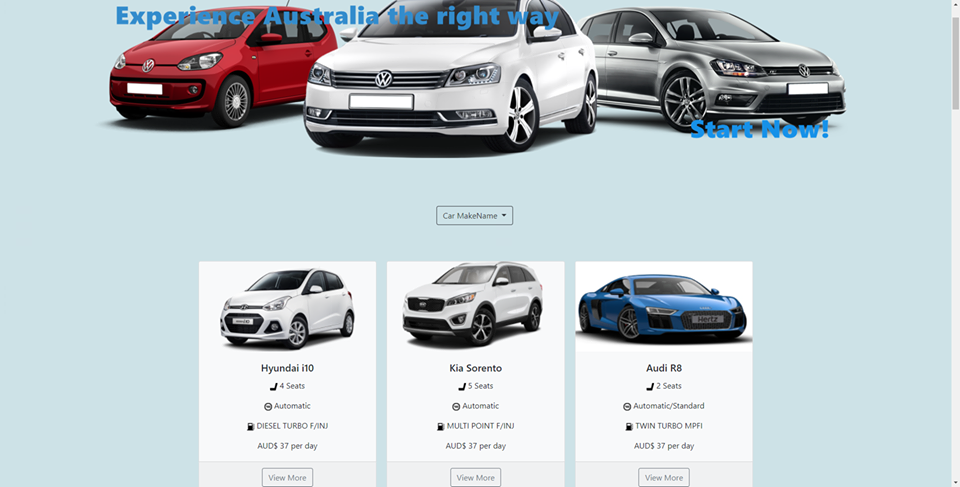 Experience Australia the right way
Start Now!
Car MakeName
Hyundai i10
4 Seats
Automatic
DIESEL TURBO F/INJ
AUD$ 37 per day
View More
Kia Sorento
5 Seats
Automatic
MULTI POINT F/INJ
AUD$ 37 per day
View More
Hertz
Audi R8
2 Seats
Automatic/Standard
TWIN TURBO MPFI
AUD$ 37 per day
View More